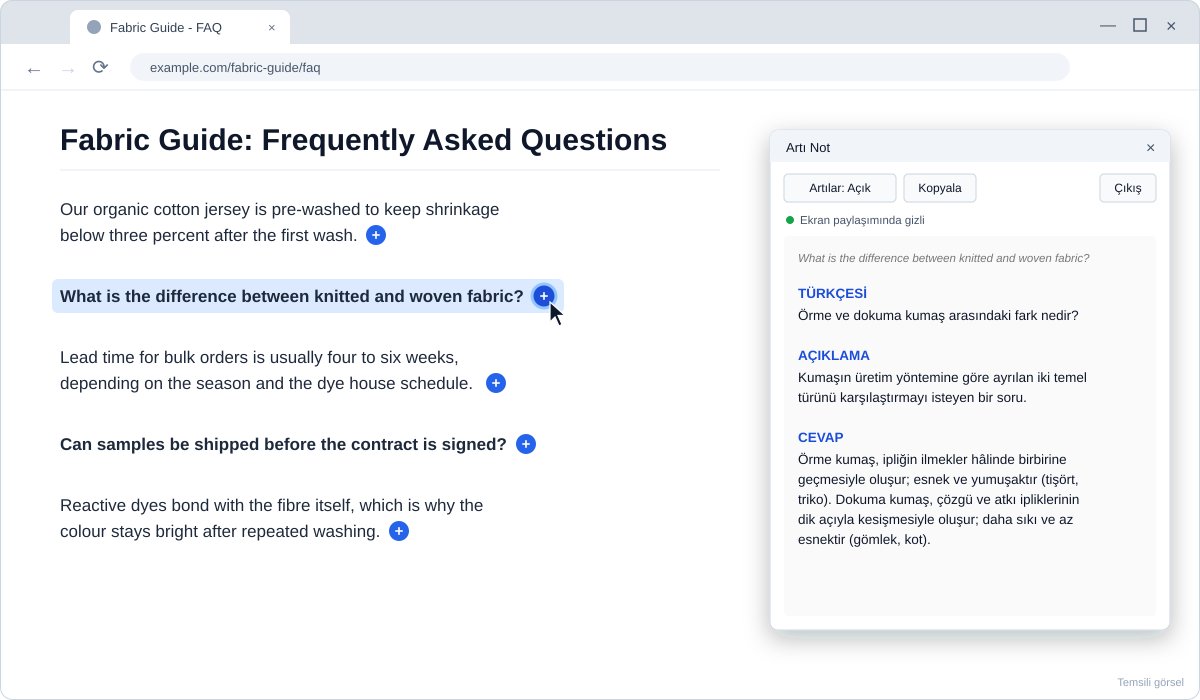 Fabric Guide - FAQ
example.com/fabric-guide/faq
Fabric Guide: Frequently Asked Questions
Our organic cotton jersey is pre-washed to keep shrinkage
below three percent after the first wash.
What is the difference between knitted and woven fabric?
Lead time for bulk orders is usually four to six weeks,
depending on the season and the dye house schedule.
Can samples be shipped before the contract is signed?
Reactive dyes bond with the fibre itself, which is why the
colour stays bright after repeated washing.
Artı Not
Artılar: Açık
Kopyala
Çıkış
Ekran paylaşımında gizli
What is the difference between knitted and woven fabric?
TÜRKÇESİ
Örme ve dokuma kumaş arasındaki fark nedir?
AÇIKLAMA
Kumaşın üretim yöntemine göre ayrılan iki temel
türünü karşılaştırmayı isteyen bir soru.
CEVAP
Örme kumaş, ipliğin ilmekler hâlinde birbirine
geçmesiyle oluşur; esnek ve yumuşaktır (tişört,
triko). Dokuma kumaş, çözgü ve atkı ipliklerinin
dik açıyla kesişmesiyle oluşur; daha sıkı ve az
esnektir (gömlek, kot).
Temsili görsel